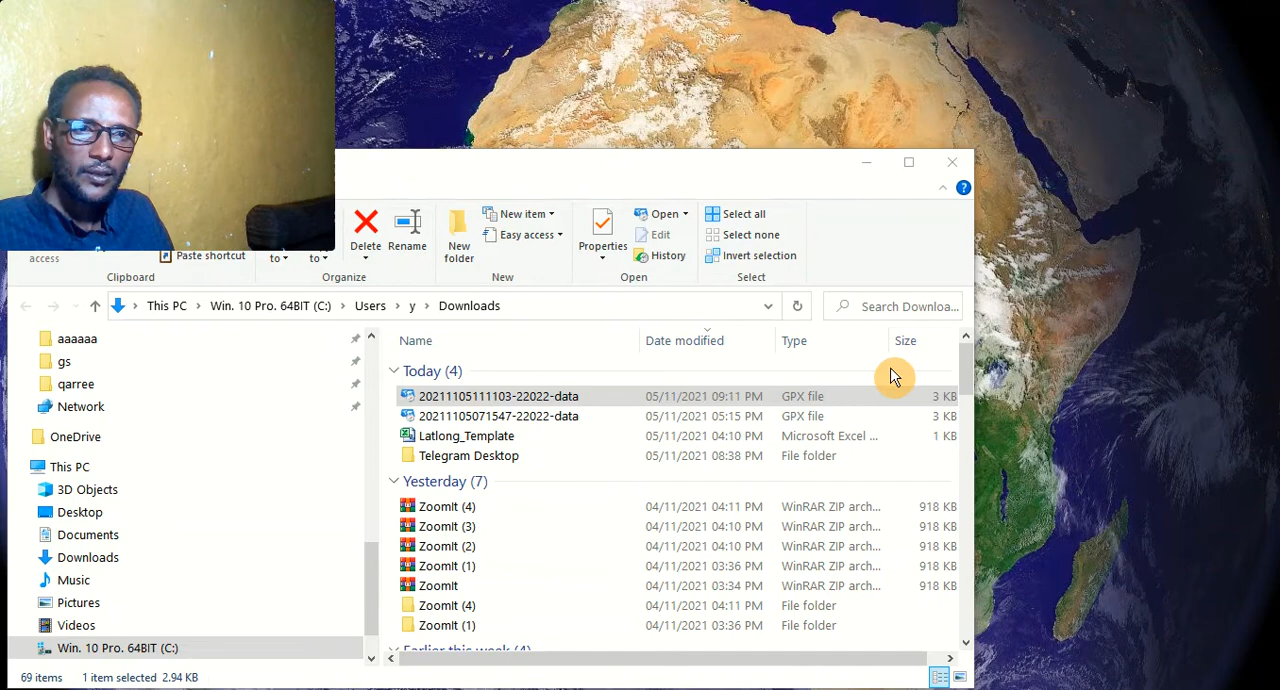 Delete
Rename
New
folder
New item
Easy access
Properties
Open
Edit
History
Select all
Select none
Invert selection
access
Paste shortcut
to
to
Clipboard
Organize
New
Open
Select
This PC
Win. 10 Pro. 64BIT (C:)
Users
y
Downloads
Search Downloa...
aaaaaa
gs
qarree
Network
OneDrive
This PC
3D Objects
Desktop
Documents
Downloads
Music
Pictures
Videos
Win. 10 Pro. 64BIT (C:)
Name Date modified Type Size
Today (4)
20211105111103-22022-data 05/11/2021 09:11 PM GPX file 3 KB
20211105071547-22022-data 05/11/2021 05:15 PM GPX file 3 KB
Latlong_Template 05/11/2021 04:10 PM Microsoft Excel ... 1 KB
Telegram Desktop 05/11/2021 08:38 PM File folder
Yesterday (7)
ZoomIt (4) 04/11/2021 04:11 PM WinRAR ZIP arch... 918 KB
ZoomIt (3) 04/11/2021 04:10 PM WinRAR ZIP arch... 918 KB
ZoomIt (2) 04/11/2021 04:10 PM WinRAR ZIP arch... 918 KB
ZoomIt (1) 04/11/2021 03:36 PM WinRAR ZIP arch... 918 KB
ZoomIt 04/11/2021 03:34 PM WinRAR ZIP arch... 918 KB
ZoomIt (4) 04/11/2021 04:11 PM File folder
ZoomIt (1) 04/11/2021 03:36 PM File folder
Earlier this week (4)
69 items 1 item selected 2.94 KB